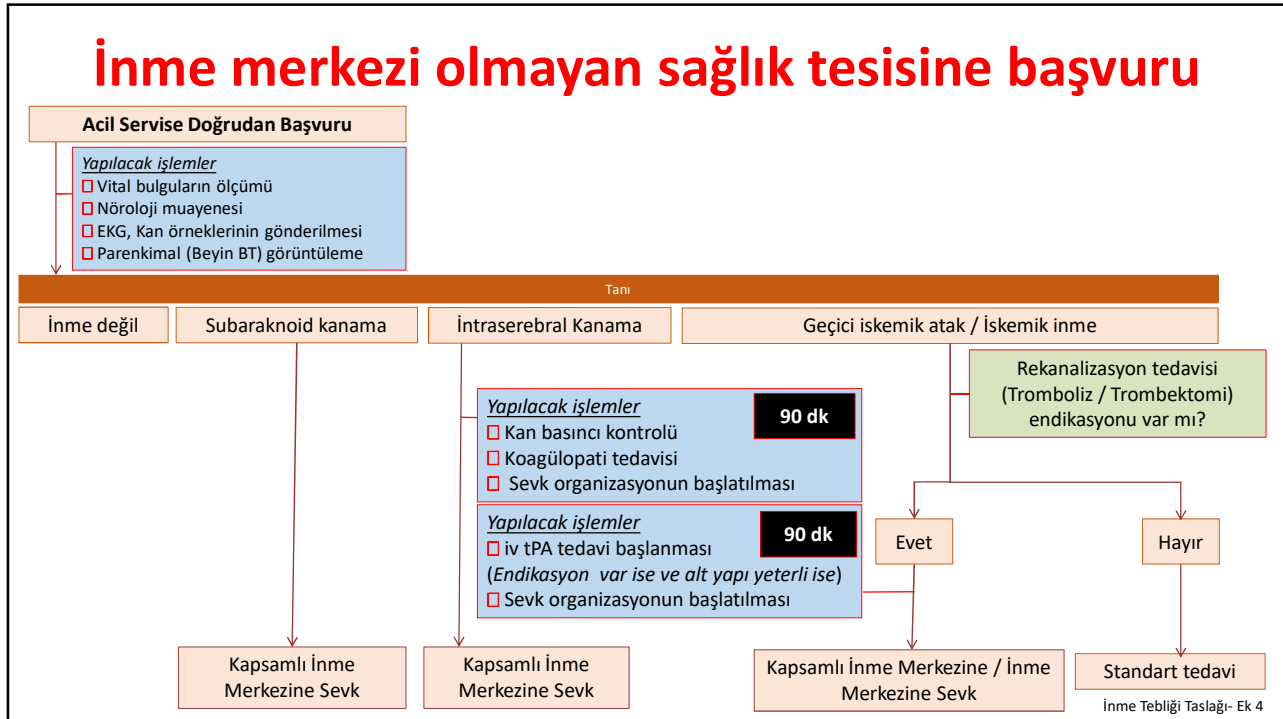 İnme merkezi olmayan sağlık tesisine başvuru
Acil Servise Doğrudan Başvuru
Yapılacak işlemler
Vital bulguların ölçümü
Nöroloji muayenesi
EKG, Kan örneklerinin gönderilmesi
Parenkimal (Beyin BT) görüntüleme
Tanı
İnme değil
Subaraknoid kanama
İntraserebral Kanama
Geçici iskemik atak / İskemik inme
Rekanalizasyon tedavisi
(Tromboliz / Trombektomi)
endikasyonu var mı?
Yapılacak işlemler
90 dk
Kan basıncı kontrolü
Koagülopati tedavisi
Sevk organizasyonun başlatılması
Yapılacak işlemler
90 dk
iv tPA tedavi başlanması
(Endikasyon var ise ve alt yapı yeterli ise)
Sevk organizasyonun başlatılması
Evet
Hayır
Kapsamlı İnme
Merkezine Sevk
Kapsamlı İnme
Merkezine Sevk
Kapsamlı İnme Merkezine / İnme
Merkezine Sevk
Standart tedavi
İnme Tebliği Taslağı- Ek 4